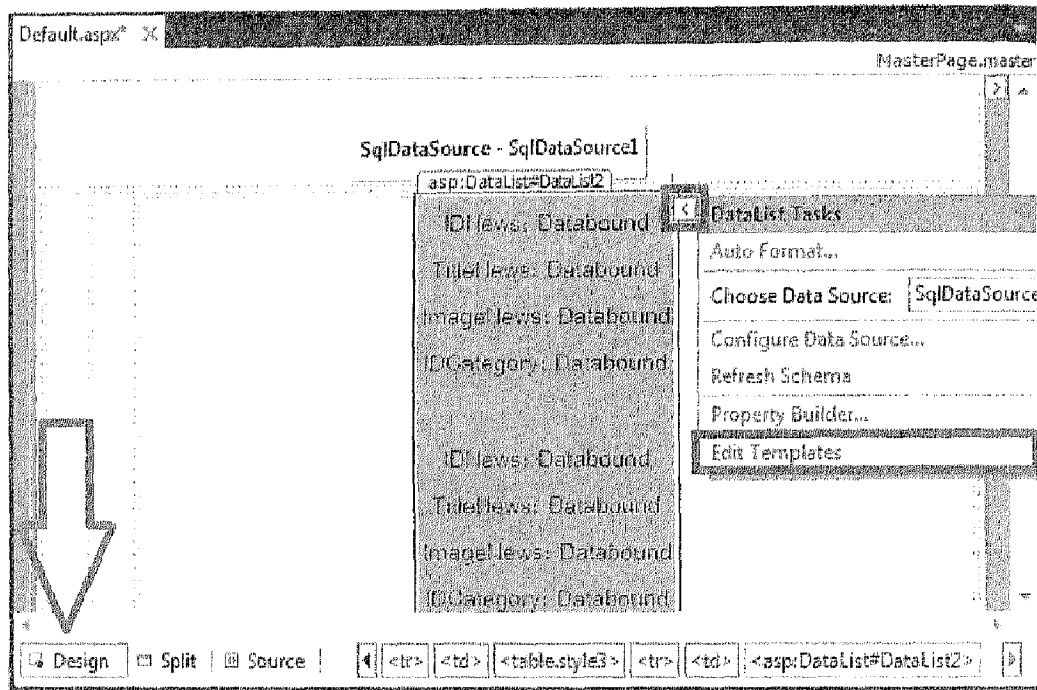 Default.aspx*
MasterPage.master
SqlDataSource - SqlDataSource1
asp:DataList#DataList2
IDNews: Databound
TitleNews: Databound
ImageNews: Databound
IDCategory: Databound
IDNews: Databound
TitleNews: Databound
ImageNews: Databound
IDCategory: Databound
DataList Tasks
Auto Format...
Choose Data Source: SqlDataSource
Configure Data Source...
Refresh Schema
Property Builder...
Edit Templates
Design Split Source <tr> <td> <table.style3> <tr> <td> <asp:DataList#DataList2>